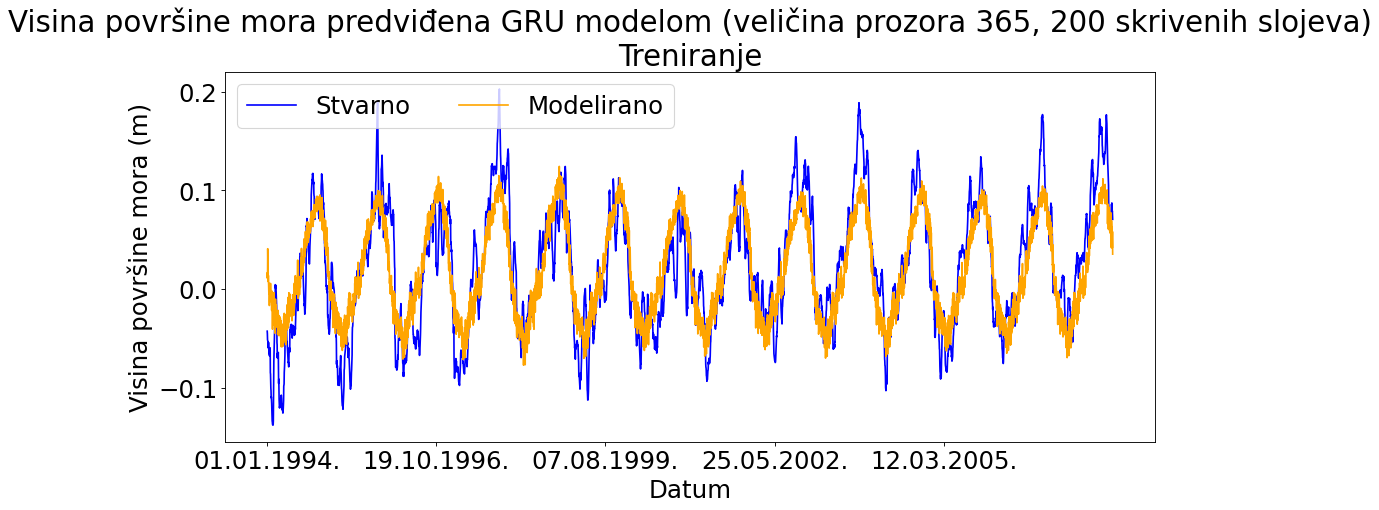 Visina površine mora predviđena GRU modelom (veličina prozora 365, 200 skrivenih slojeva)
Treniranje
Stvarno Modelirano
Visina površine mora (m)
0.2
0.1
0.0
−0.1
01.01.1994. 19.10.1996. 07.08.1999. 25.05.2002. 12.03.2005.
Datum